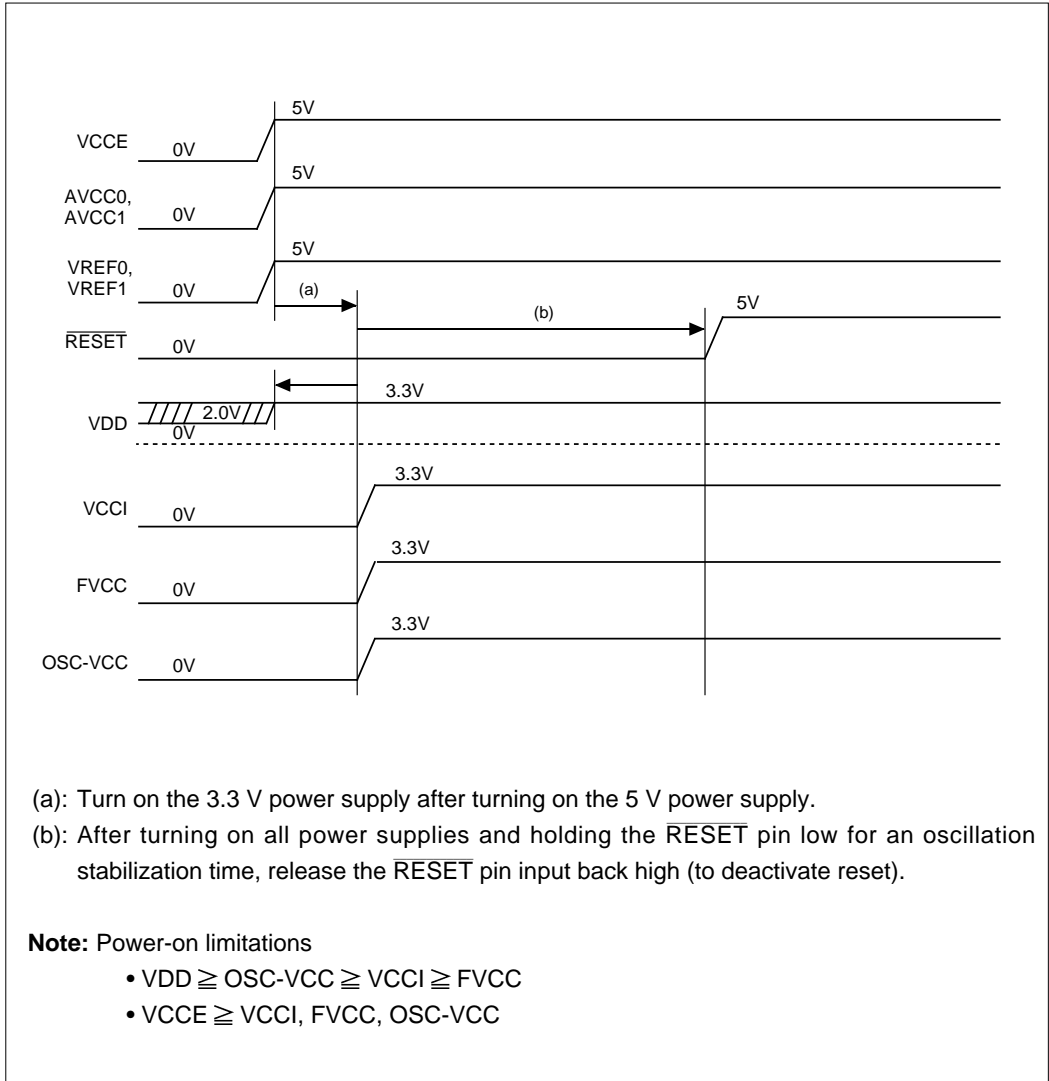 5V
VCCE
0V
5V
AVCC0,
AVCC1
0V
5V
VREF0,
VREF1
0V
(a)
(b)
5V
RESET
0V
3.3V
VDD
2.0V
0V
3.3V
VCCI
0V
3.3V
FVCC
0V
3.3V
OSC-VCC
0V
(a): Turn on the 3.3 V power supply after turning on the 5 V power supply.
(b): After turning on all power supplies and holding the RESET pin low for an oscillation
stabilization time, release the RESET pin input back high (to deactivate reset).
Note: Power-on limitations
• VDD ≧ OSC-VCC ≧ VCCI ≧ FVCC
• VCCE ≧ VCCI, FVCC, OSC-VCC